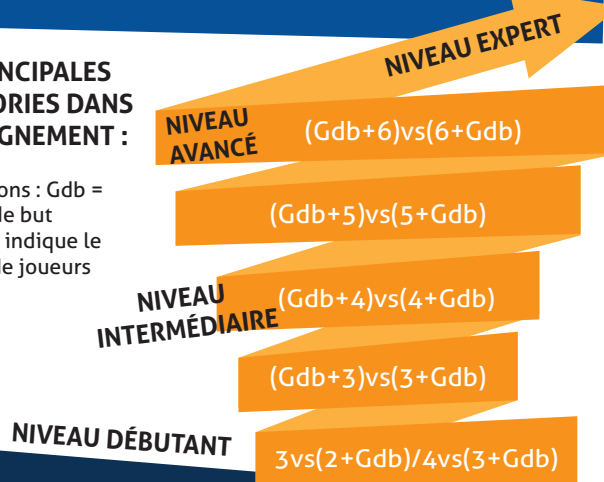 NCIPALES
ORIES DANS
GNEMENT :
ons : Gdb =
de but
indique le
de joueurs
NIVEAU EXPERT
NIVEAU
AVANCÉ
(Gdb+6)vs(6+Gdb)
(Gdb+5)vs(5+Gdb)
NIVEAU
INTERMÉDIAIRE
(Gdb+4)vs(4+Gdb)
(Gdb+3)vs(3+Gdb)
NIVEAU DÉBUTANT
3vs(2+Gdb)/4vs(3+Gdb)